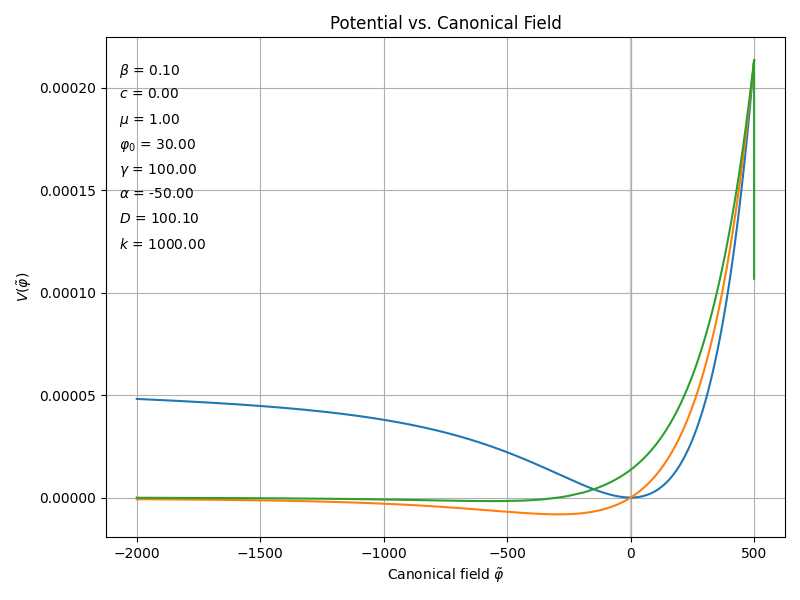 Potential vs. Canonical Field
β = 0.10
c = 0.00
μ = 1.00
φ₀ = 30.00
γ = 100.00
α = -50.00
D = 100.10
k = 1000.00
V(φ̃)
0.00020
0.00015
0.00010
0.00005
0.00000
−2000 −1500 −1000 −500 0 500
Canonical field φ̃